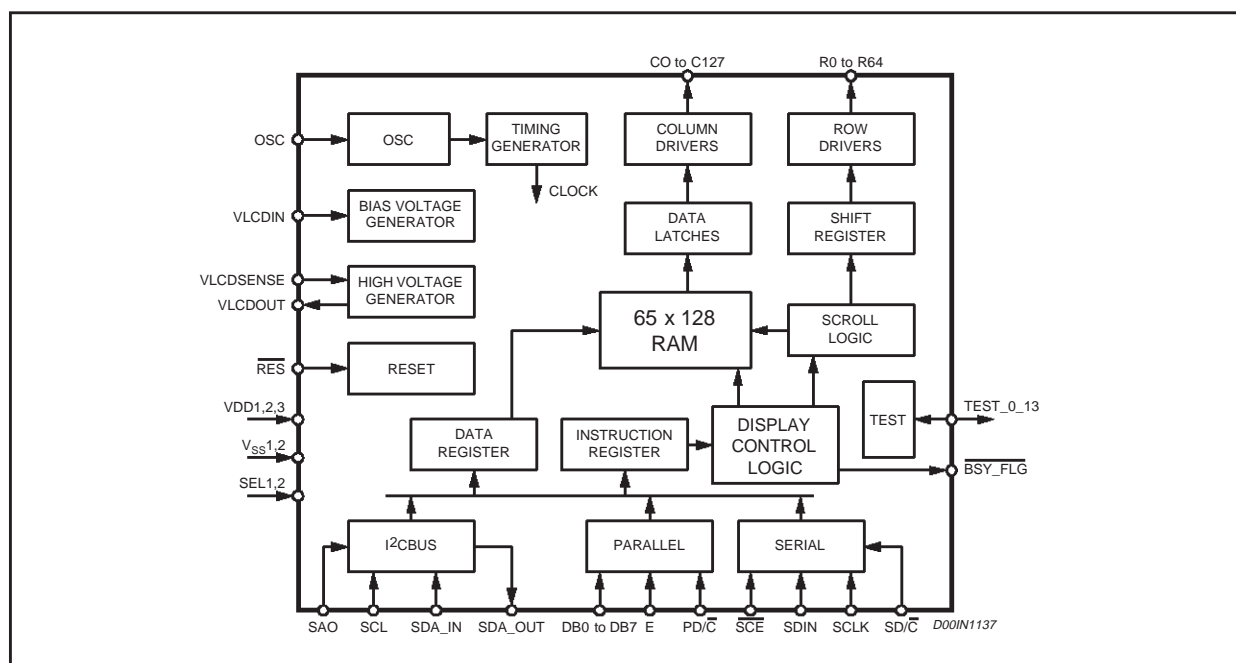 CO to C127
R0 to R64
OSC
OSC
TIMING
GENERATOR
COLUMN
DRIVERS
ROW
DRIVERS
CLOCK
VLCDIN
BIAS VOLTAGE
GENERATOR
DATA
LATCHES
SHIFT
REGISTER
VLCDSENSE
VLCDOUT
HIGH VOLTAGE
GENERATOR
65 x 128
RAM
SCROLL
LOGIC
R̅E̅S̅
RESET
VDD1,2,3
VSS1,2
SEL1,2
DATA
REGISTER
INSTRUCTION
REGISTER
DISPLAY
CONTROL
LOGIC
TEST
TEST_0_13
B̅S̅Y̅_̅F̅L̅G̅
I2CBUS
PARALLEL
SERIAL
SAO
SCL
SDA_IN
SDA_OUT
DB0 to DB7
E
PD/C̅
S̅C̅E̅
SDIN
SCLK
SD/C̅
D00IN1137